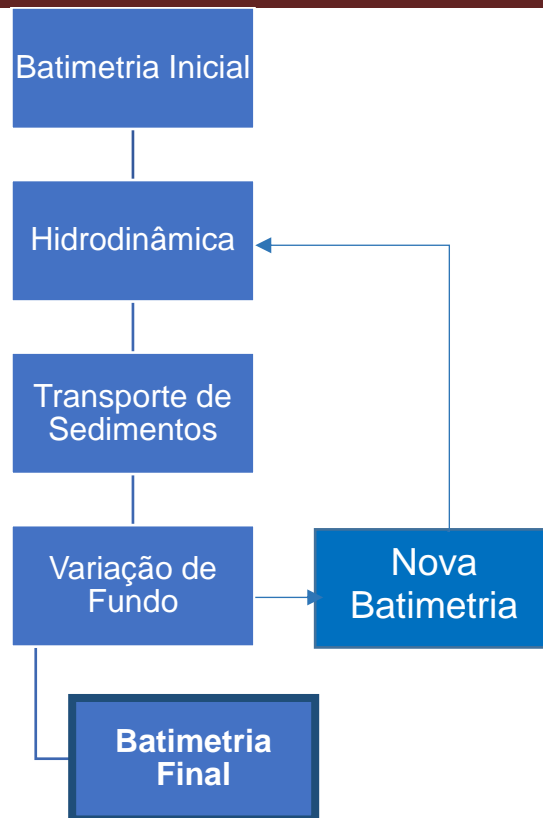 Batimetria Inicial
Hidrodinâmica
Transporte de
Sedimentos
Variação de
Fundo
Nova
Batimetria
Batimetria
Final